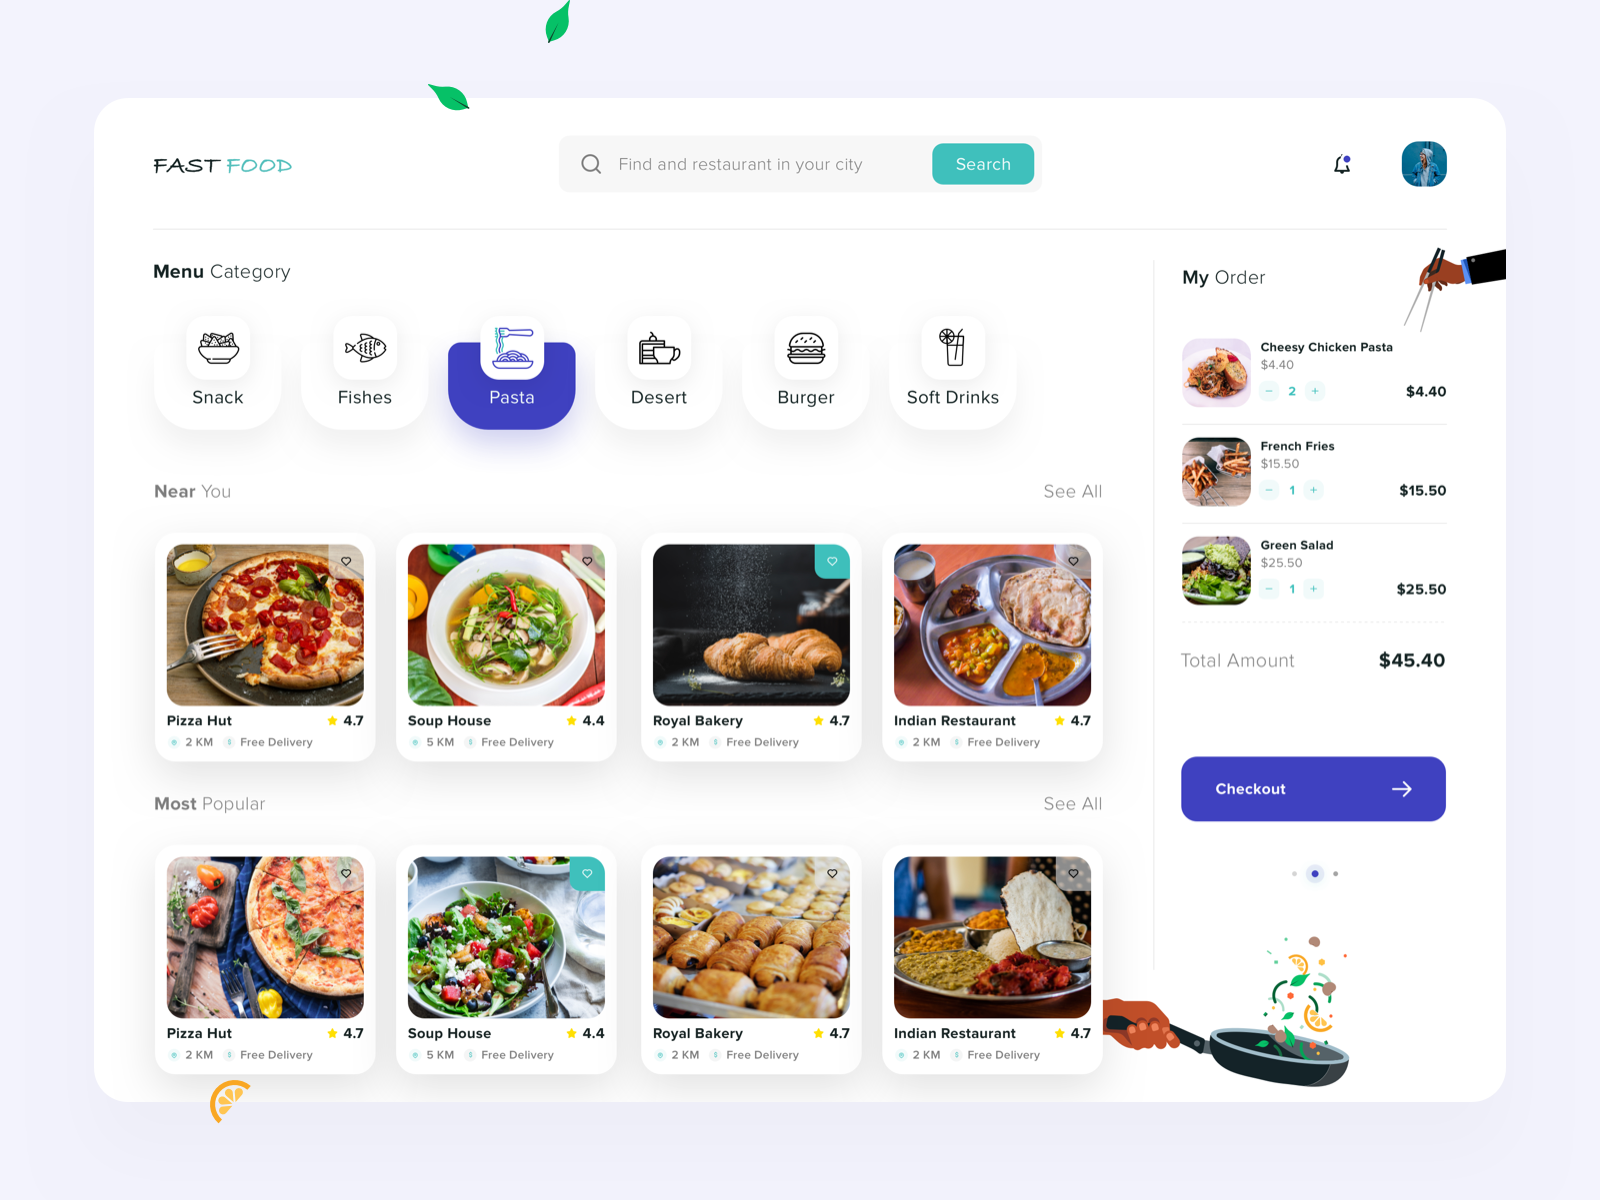 FAST FOOD
Find and restaurant in your city
Search
Menu Category
Snack
Fishes
Pasta
Desert
Burger
Soft Drinks
Near You
See All
Pizza Hut 4.7
2 KM Free Delivery
Soup House 4.4
5 KM Free Delivery
Royal Bakery 4.7
2 KM Free Delivery
Indian Restaurant 4.7
2 KM Free Delivery
Most Popular
See All
Pizza Hut 4.7
2 KM Free Delivery
Soup House 4.4
5 KM Free Delivery
Royal Bakery 4.7
2 KM Free Delivery
Indian Restaurant 4.7
2 KM Free Delivery
My Order
Cheesy Chicken Pasta
$4.40
− 2 + $4.40
French Fries
$15.50
− 1 + $15.50
Green Salad
$25.50
− 1 + $25.50
Total Amount $45.40
Checkout